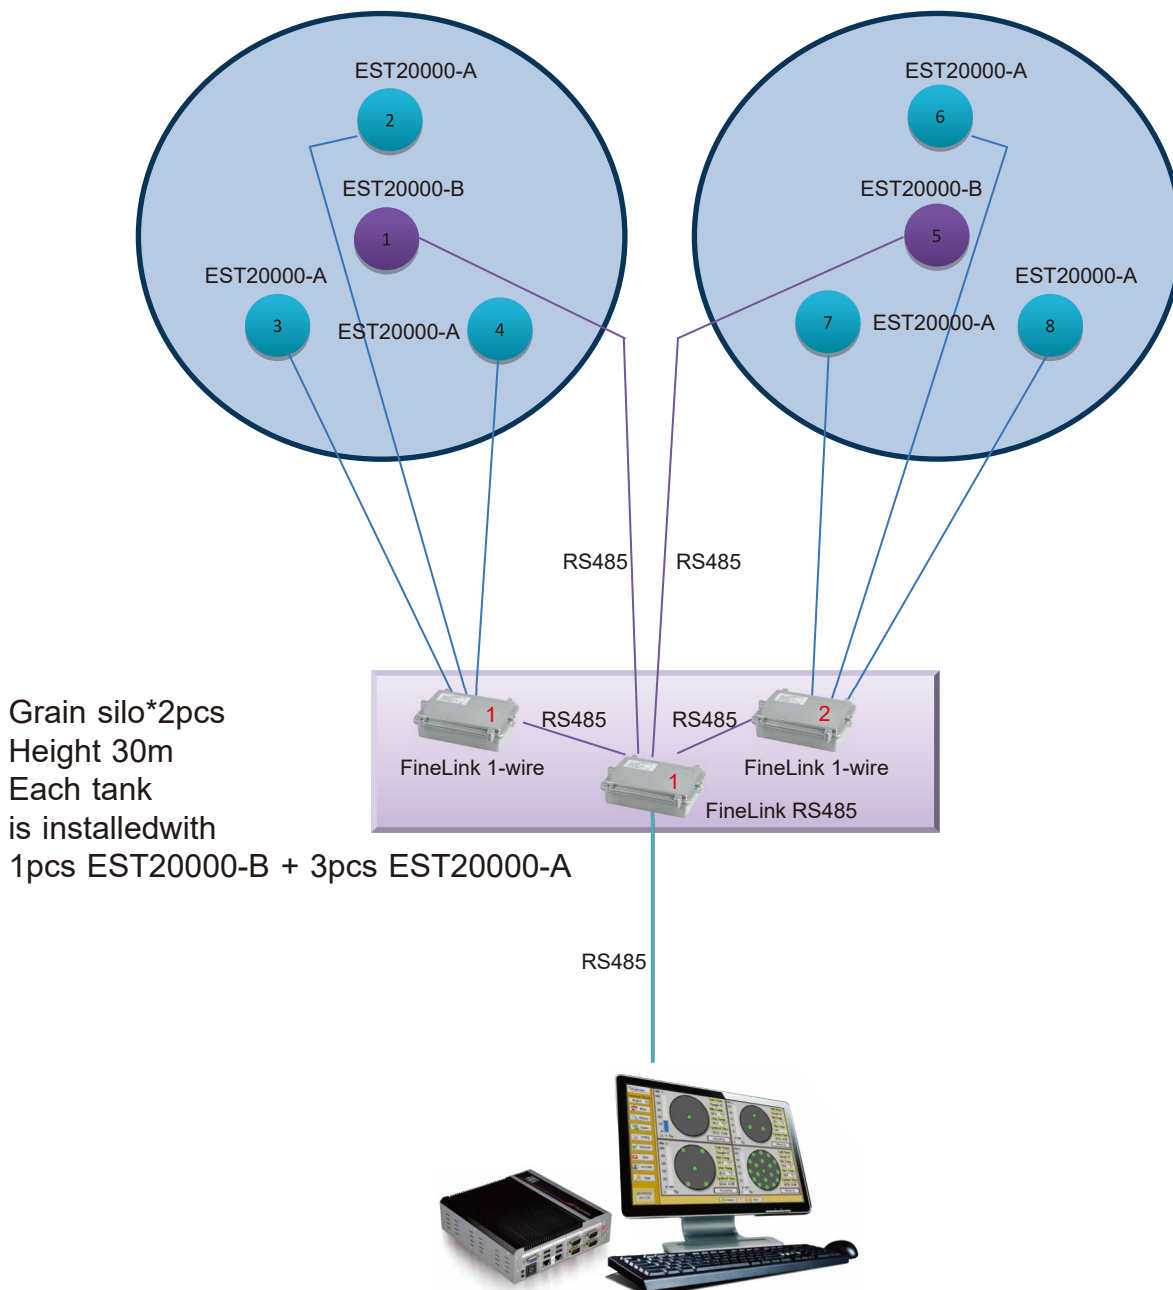 EST20000-A
2
EST20000-B
1
EST20000-A
3
EST20000-A
4
EST20000-A
6
EST20000-B
5
EST20000-A
7
EST20000-A
8
RS485
RS485
1
RS485
RS485
2
FineLink 1-wire
1
FineLink 1-wire
FineLink RS485
Grain silo*2pcs
Height 30m
Each tank
is installedwith
1pcs EST20000-B + 3pcs EST20000-A
RS485